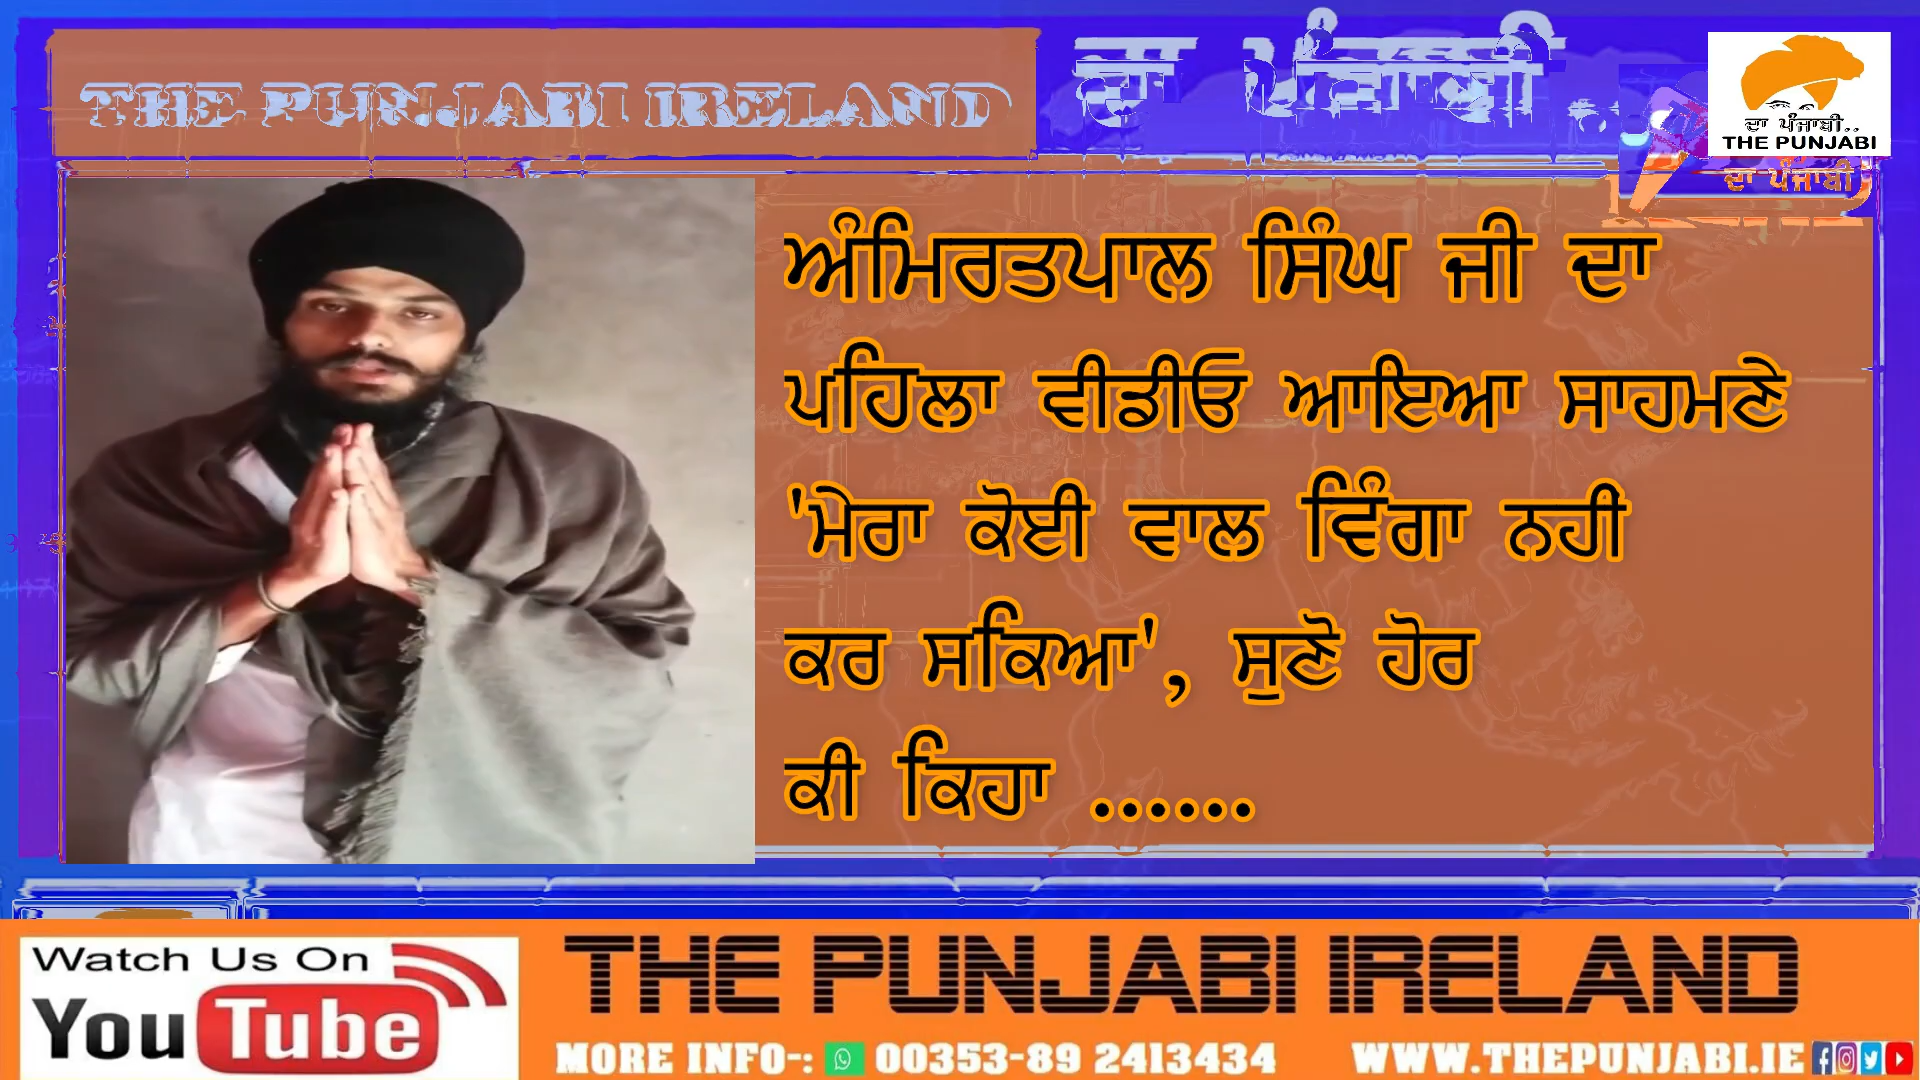 THE PUNJABI IRELAND
ਦਾ ਪੰਜਾਬੀ..
ਦਾ ਪੰਜਾਬੀ..
THE PUNJABI
ਦਾ ਪੰਜਾਬੀ
ਅੰਮਿਰਤਪਾਲ ਸਿੰਘ ਜੀ ਦਾ
ਪਹਿਲਾ ਵੀਡੀਓ ਆਇਆ ਸਾਹਮਣੇ
'ਮੇਰਾ ਕੋਈ ਵਾਲ ਵਿੰਗਾ ਨਹੀ
ਕਰ ਸਕਿਆ', ਸੁਣੋ ਹੋਰ
ਕੀ ਕਿਹਾ ......
Watch Us On
YouTube
THE PUNJABI IRELAND
MORE INFO-: 00353-89 2413434 WWW.THEPUNJABI.IE